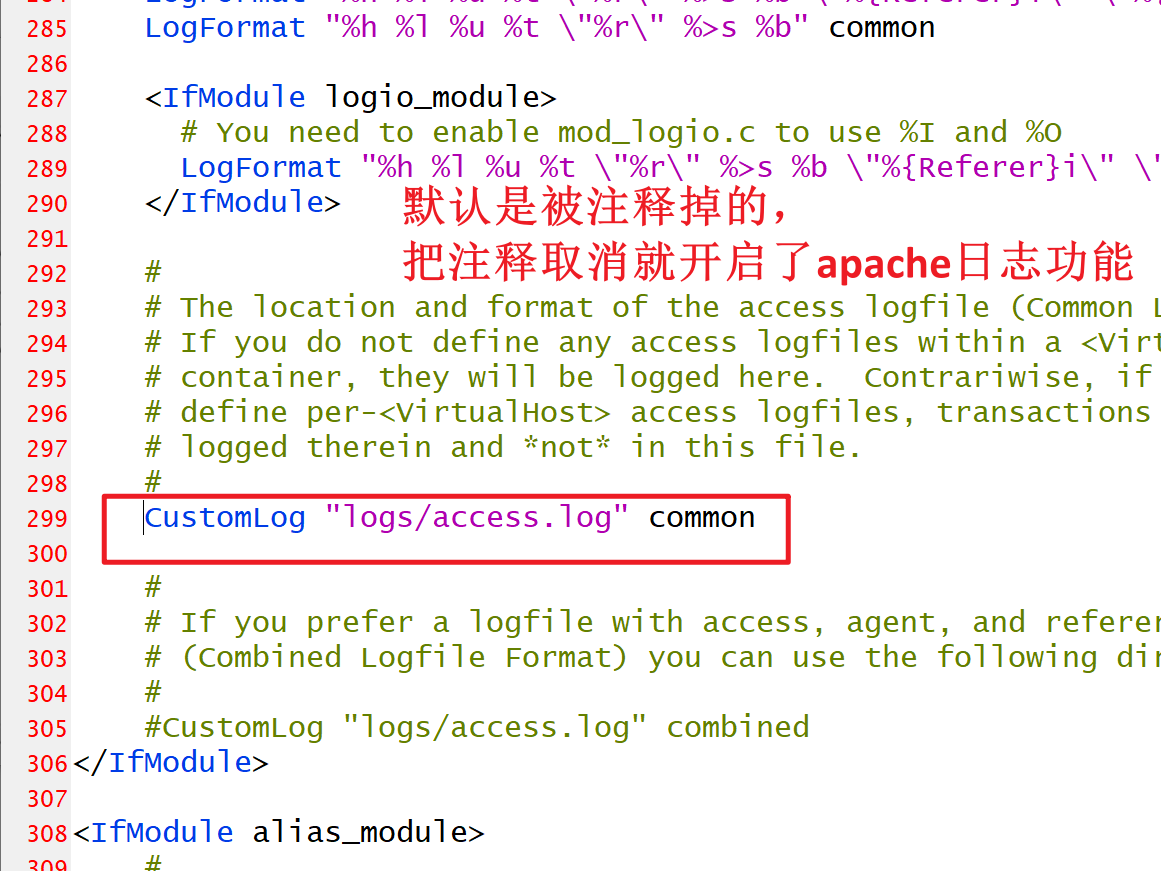 285 LogFormat "%h %l %u %t \"%r\" %>s %b" common
286
287 <IfModule logio_module>
288 # You need to enable mod_logio.c to use %I and %O
289 LogFormat "%h %l %u %t \"%r\" %>s %b \"%{Referer}i\" \"
290 </IfModule>
默认是被注释掉的，
291
把注释取消就开启了apache日志功能
292 #
293 # The location and format of the access logfile (Common L
294 # If you do not define any access logfiles within a <Virt
295 # container, they will be logged here.  Contrariwise, if
296 # define per-<VirtualHost> access logfiles, transactions
297 # logged therein and *not* in this file.
298 #
299 CustomLog "logs/access.log" common
300
301 #
302 # If you prefer a logfile with access, agent, and referer
303 # (Combined Logfile Format) you can use the following dir
304 #
305 #CustomLog "logs/access.log" combined
306 </IfModule>
307
308 <IfModule alias_module>
309 #